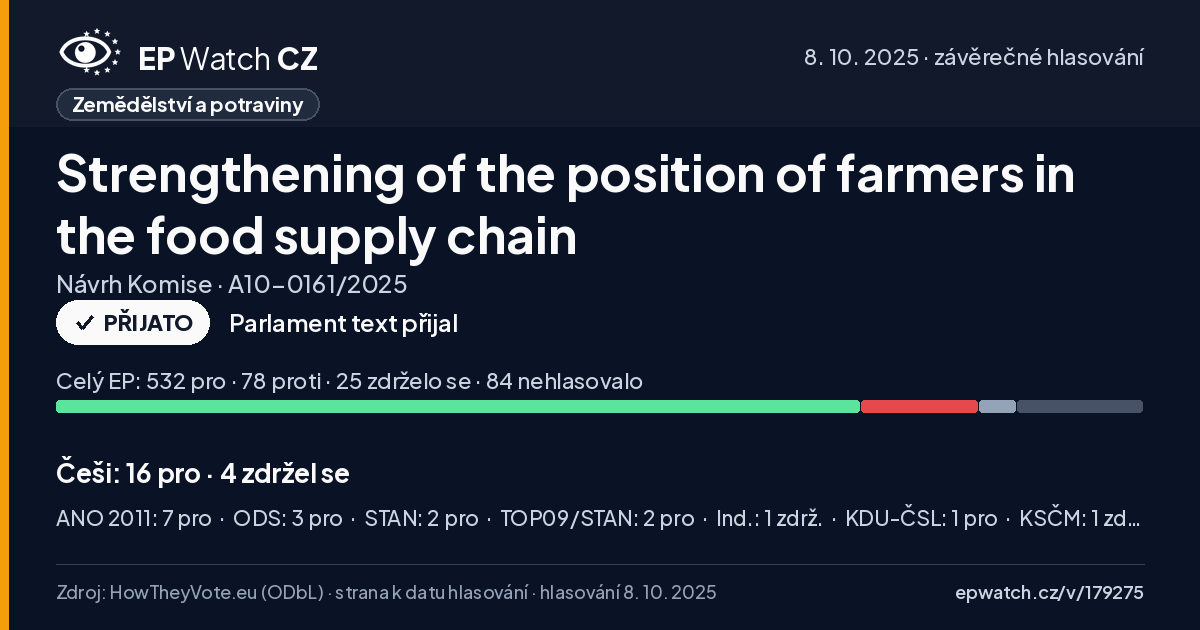 EP Watch CZ
8. 10. 2025 · závěrečné hlasování
Zemědělství a potraviny
Strengthening of the position of farmers in
the food supply chain
Návrh Komise · A10–0161/2025
✓ PŘIJATO
Parlament text přijal
Celý EP: 532 pro · 78 proti · 25 zdrželo se · 84 nehlasovalo
Češi: 16 pro · 4 zdržel se
ANO 2011: 7 pro · ODS: 3 pro · STAN: 2 pro · TOP09/STAN: 2 pro · Ind.: 1 zdrž. · KDU-ČSL: 1 pro · KSČM: 1 zd…
Zdroj: HowTheyVote.eu (ODbL) · strana k datu hlasování · hlasování 8. 10. 2025
epwatch.cz/v/179275